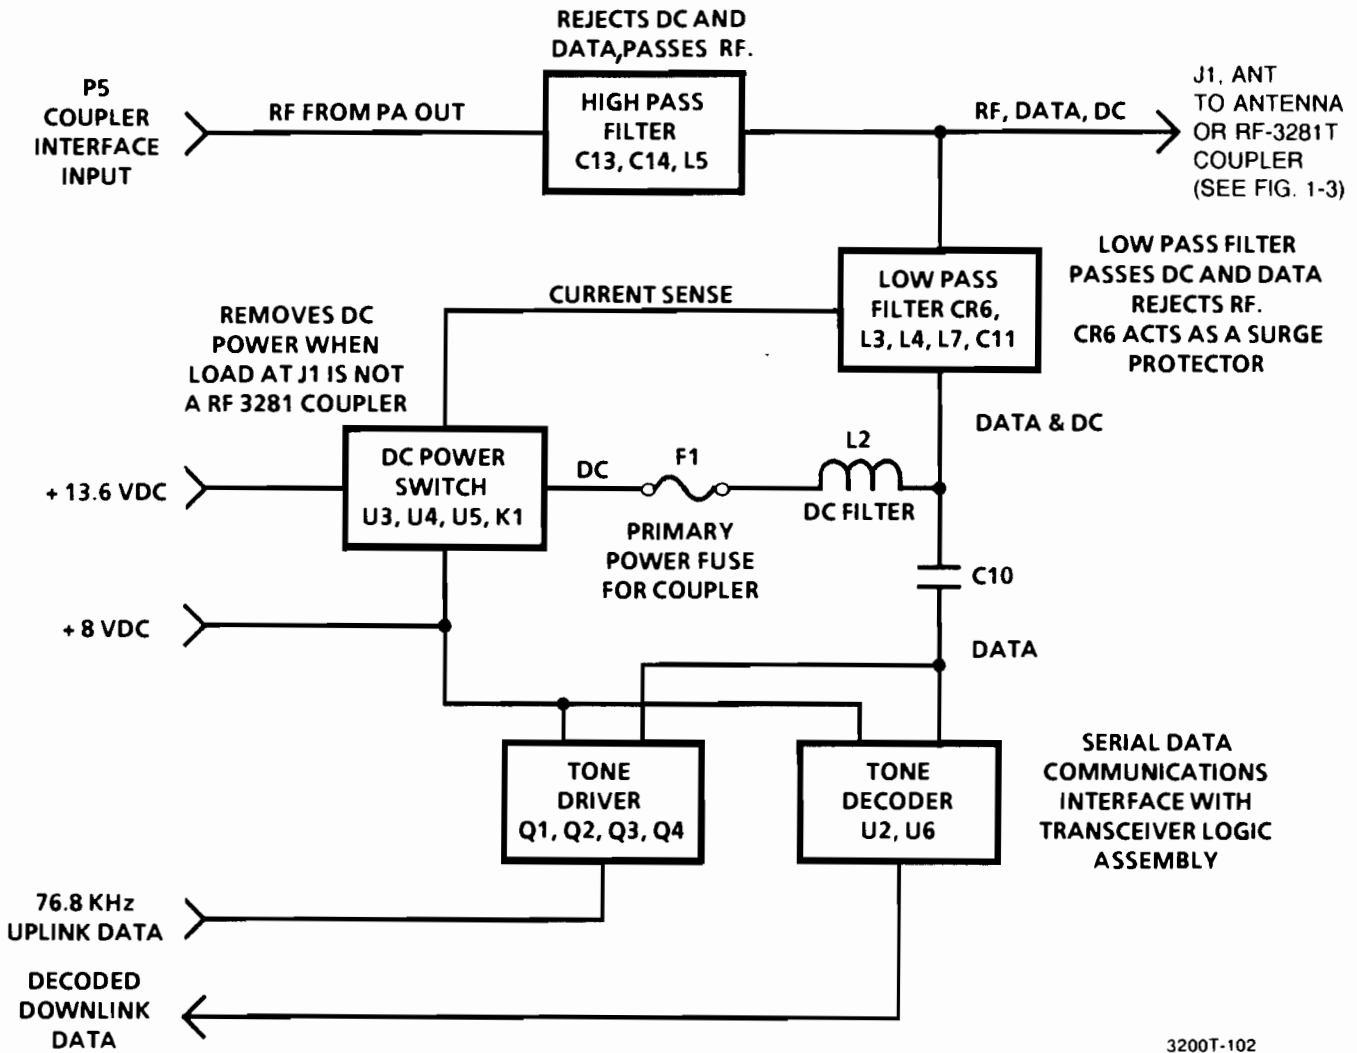 REJECTS DC AND
DATA, PASSES RF.
P5
COUPLER
INTERFACE
INPUT
RF FROM PA OUT
HIGH PASS
FILTER
C13, C14, L5
RF, DATA, DC
J1, ANT
TO ANTENNA
OR RF-3281T
COUPLER
(SEE FIG. 1-3)
LOW PASS
FILTER CR6,
L3, L4, L7, C11
LOW PASS FILTER
PASSES DC AND DATA
REJECTS RF.
CR6 ACTS AS A SURGE
PROTECTOR
CURRENT SENSE
REMOVES DC
POWER WHEN
LOAD AT J1 IS NOT
A RF 3281 COUPLER
DATA & DC
+ 13.6 VDC
DC POWER
SWITCH
U3, U4, U5, K1
DC
F1
PRIMARY
POWER FUSE
FOR COUPLER
L2
DC FILTER
C10
+ 8 VDC
DATA
TONE
DRIVER
Q1, Q2, Q3, Q4
TONE
DECODER
U2, U6
SERIAL DATA
COMMUNICATIONS
INTERFACE WITH
TRANSCEIVER LOGIC
ASSEMBLY
76.8 KHz
UPLINK DATA
DECODED
DOWNLINK
DATA
3200T-102